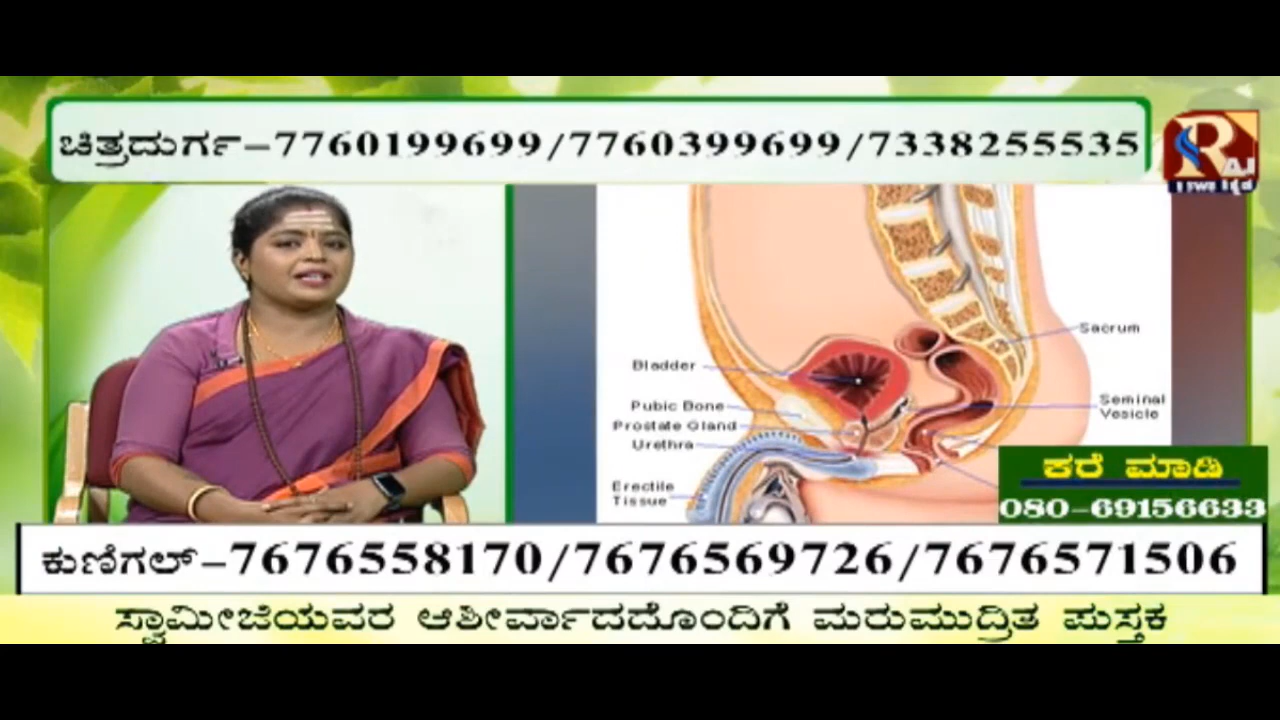 ಚಿತ್ರದುರ್ಗ-7760199699/7760399699/7338255535
RAJ
Sacrum
Bladder
Seminal
Vesicle
Pubic Bone
Prostate Gland
Urethra
Erectile
Tissue
ಕರೆ ಮಾಡಿ
080-69156633
ಕುಣಿಗಲ್-7676558170/7676569726/7676571506
ಸ್ವಾಮೀಜಿಯವರ ಆಶೀರ್ವಾದದೊಂದಿಗೆ ಮರುಮುದ್ರಿತ ಪುಸ್ತಕ